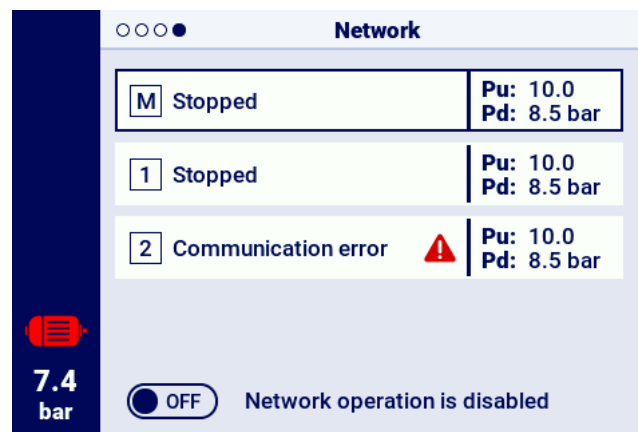 Network
M Stopped
Pu: 10.0
Pd: 8.5 bar
1 Stopped
Pu: 10.0
Pd: 8.5 bar
2 Communication error
Pu: 10.0
Pd: 8.5 bar
7.4
bar
OFF Network operation is disabled